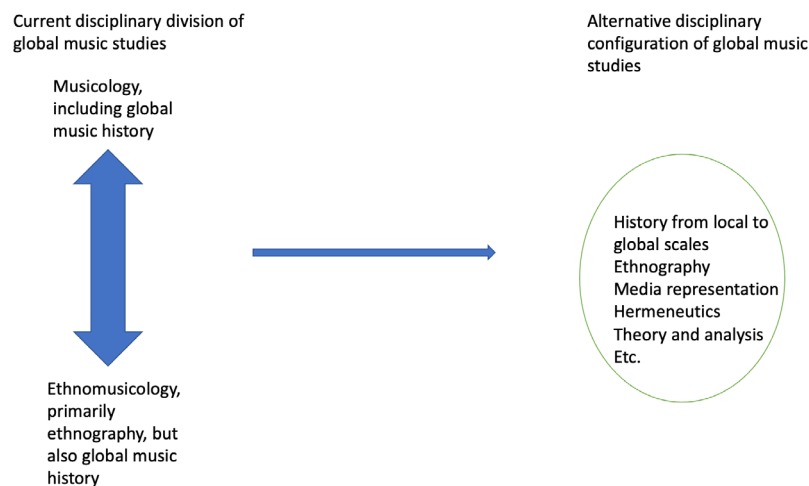 Current disciplinary division of
global music studies
Musicology,
including global
music history
Ethnomusicology,
primarily
ethnography, but
also global music
history
Alternative disciplinary
configuration of global music
studies
History from local to
global scales
Ethnography
Media representation
Hermeneutics
Theory and analysis
Etc.